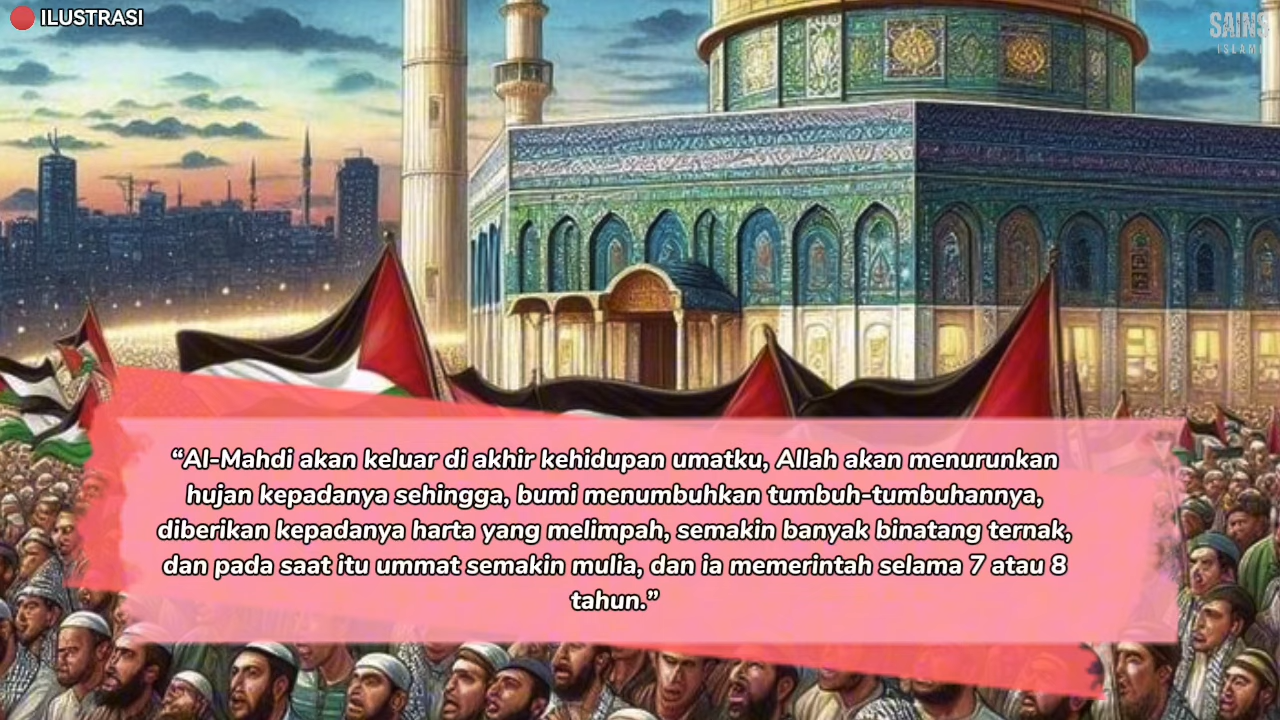 ILUSTRASI
SAINS
ISLAMI
“Al-Mahdi akan keluar di akhir kehidupan umatku, Allah akan menurunkan
hujan kepadanya sehingga, bumi menumbuhkan tumbuh-tumbuhannya,
diberikan kepadanya harta yang melimpah, semakin banyak binatang ternak,
dan pada saat itu ummat semakin mulia, dan ia memerintah selama 7 atau 8
tahun.”